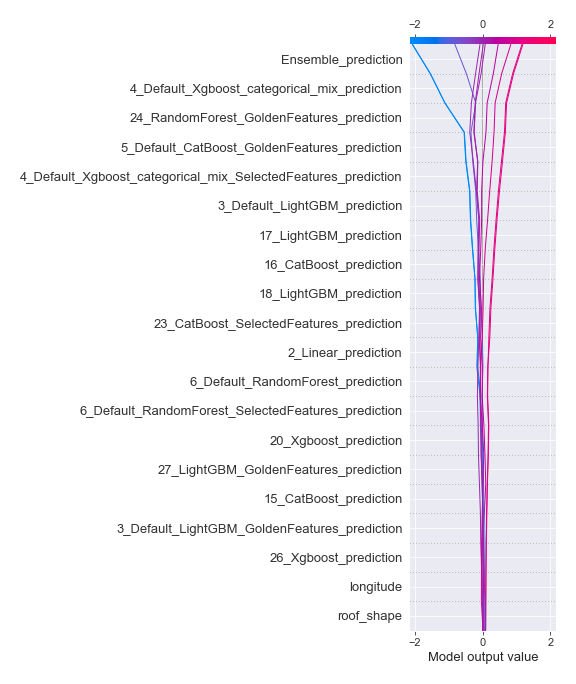 −2 0 2
Ensemble_prediction
4_Default_Xgboost_categorical_mix_prediction
24_RandomForest_GoldenFeatures_prediction
5_Default_CatBoost_GoldenFeatures_prediction
4_Default_Xgboost_categorical_mix_SelectedFeatures_prediction
3_Default_LightGBM_prediction
17_LightGBM_prediction
16_CatBoost_prediction
18_LightGBM_prediction
23_CatBoost_SelectedFeatures_prediction
2_Linear_prediction
6_Default_RandomForest_prediction
6_Default_RandomForest_SelectedFeatures_prediction
20_Xgboost_prediction
27_LightGBM_GoldenFeatures_prediction
15_CatBoost_prediction
3_Default_LightGBM_GoldenFeatures_prediction
26_Xgboost_prediction
longitude
roof_shape
−2 0 2
Model output value